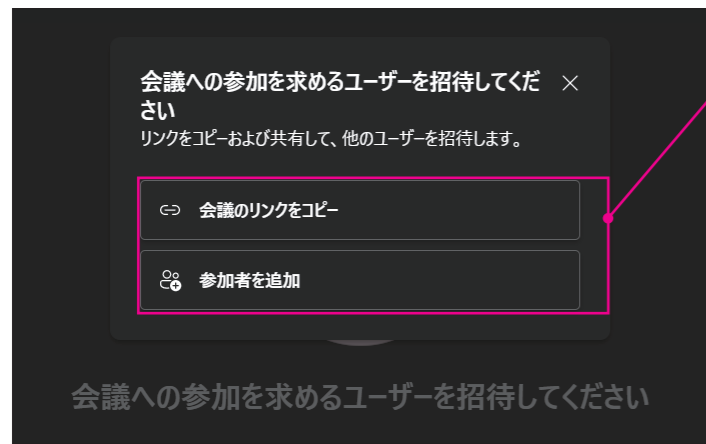 会議への参加を求めるユーザーを招待してくだ
さい
リンクをコピーおよび共有して、他のユーザーを招待します。
会議のリンクをコピー
参加者を追加
会議への参加を求めるユーザーを招待してください